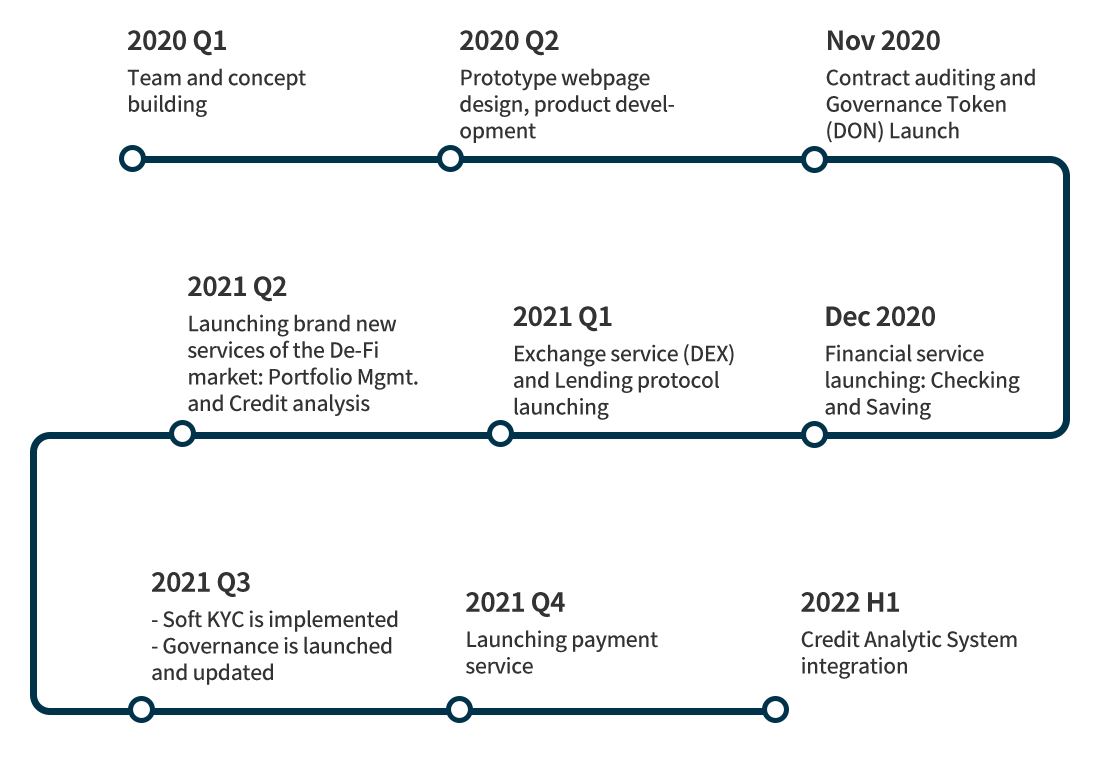 2020 Q1
Team and concept
building
2020 Q2
Prototype webpage
design, product devel-
opment
Nov 2020
Contract auditing and
Governance Token
(DON) Launch
Dec 2020
Financial service
launching: Checking
and Saving
2021 Q1
Exchange service (DEX)
and Lending protocol
launching
2021 Q2
Launching brand new
services of the De-Fi
market: Portfolio Mgmt.
and Credit analysis
2021 Q3
- Soft KYC is implemented
- Governance is launched
and updated
2021 Q4
Launching payment
service
2022 H1
Credit Analytic System
integration